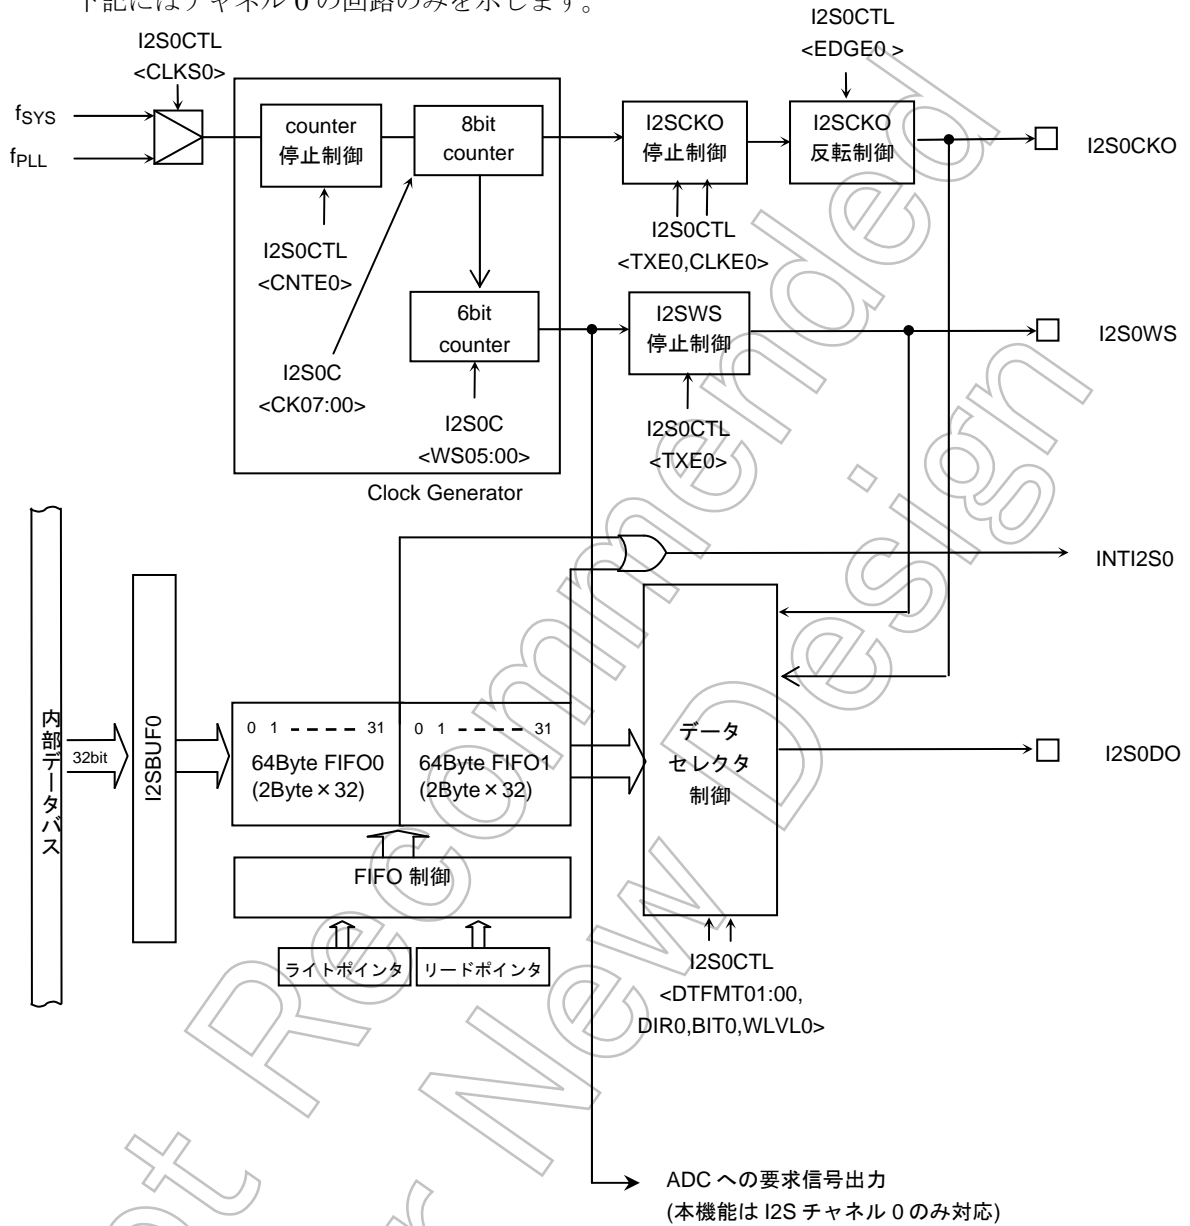 下記にはチャネル 0 の回路のみを示します。
I2S0CTL
<EDGE0 >
I2S0CTL
<CLKS0>
fSYS
fPLL
counter
停止制御
8bit
counter
I2SCKO
停止制御
I2SCKO
反転制御
I2S0CKO
I2S0CTL
<CNTE0>
I2S0CTL
<TXE0,CLKE0>
6bit
counter
I2SWS
停止制御
I2S0WS
I2S0C
<CK07:00>
I2S0C
<WS05:00>
I2S0CTL
<TXE0>
Clock Generator
INTI2S0
内部データバス
32bit
I2SBUF0
0 1 ----- 31
64Byte FIFO0
(2Byte×32)
0 1 ----- 31
64Byte FIFO1
(2Byte×32)
データ
セレクタ
制御
I2S0DO
FIFO 制御
ライトポインタ
リードポインタ
I2S0CTL
<DTFMT01:00,
DIR0,BIT0,WLVL0>
ADC への要求信号出力
(本機能は I2S チャネル 0 のみ対応)
Not Recommended
for New Design